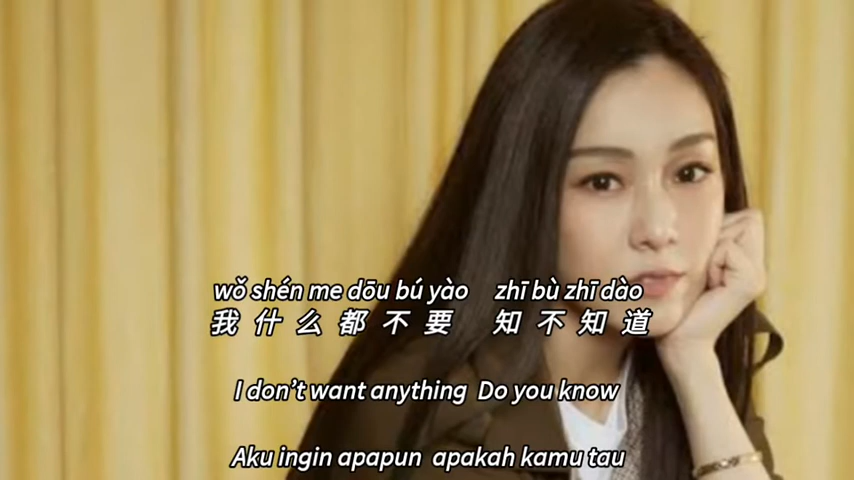 wǒ shén me dōu bú yào zhī bù zhī dào
我什么都不要 知不知道
I don't want anything Do you know
Aku ingin apapun apakah kamu tau